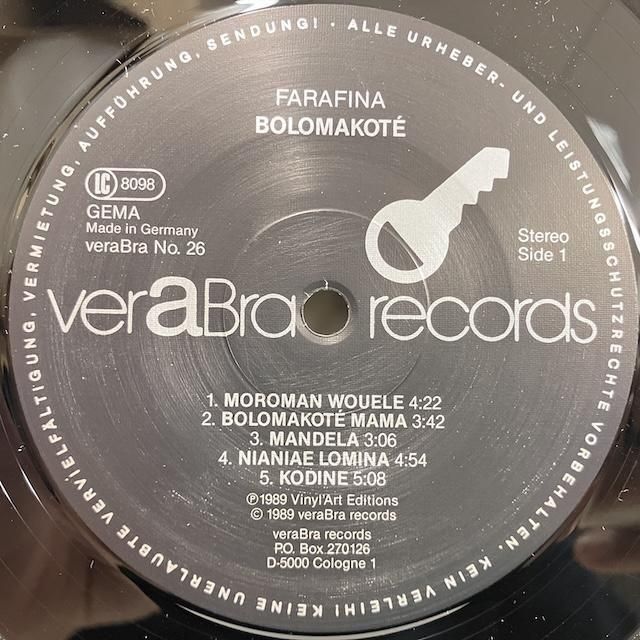 ALLE URHEBER- UND LEISTUNGSSCHUTZRECHTE VORBEHALTEN. KEIN VERLEIH! KEINE UNERLAUBTE VERVIELFÄLTIGUNG, VERMIETUNG, AUFFÜHRUNG, SENDUNG! ·
FARAFINA
BOLOMAKOTÉ
LC 8098
GEMA
Made in Germany
veraBra No. 26
Stereo
Side 1
veraBra records
1. MOROMAN WOUELE 4:22
2. BOLOMAKOTÉ MAMA 3:42
3. MANDELA 3:06
4. NIANIAE LOMINA 4:54
5. KODINE 5:08
℗ 1989 Vinyl'Art Editions
© 1989 veraBra records
veraBra records
P.O. Box 270126
D-5000 Cologne 1